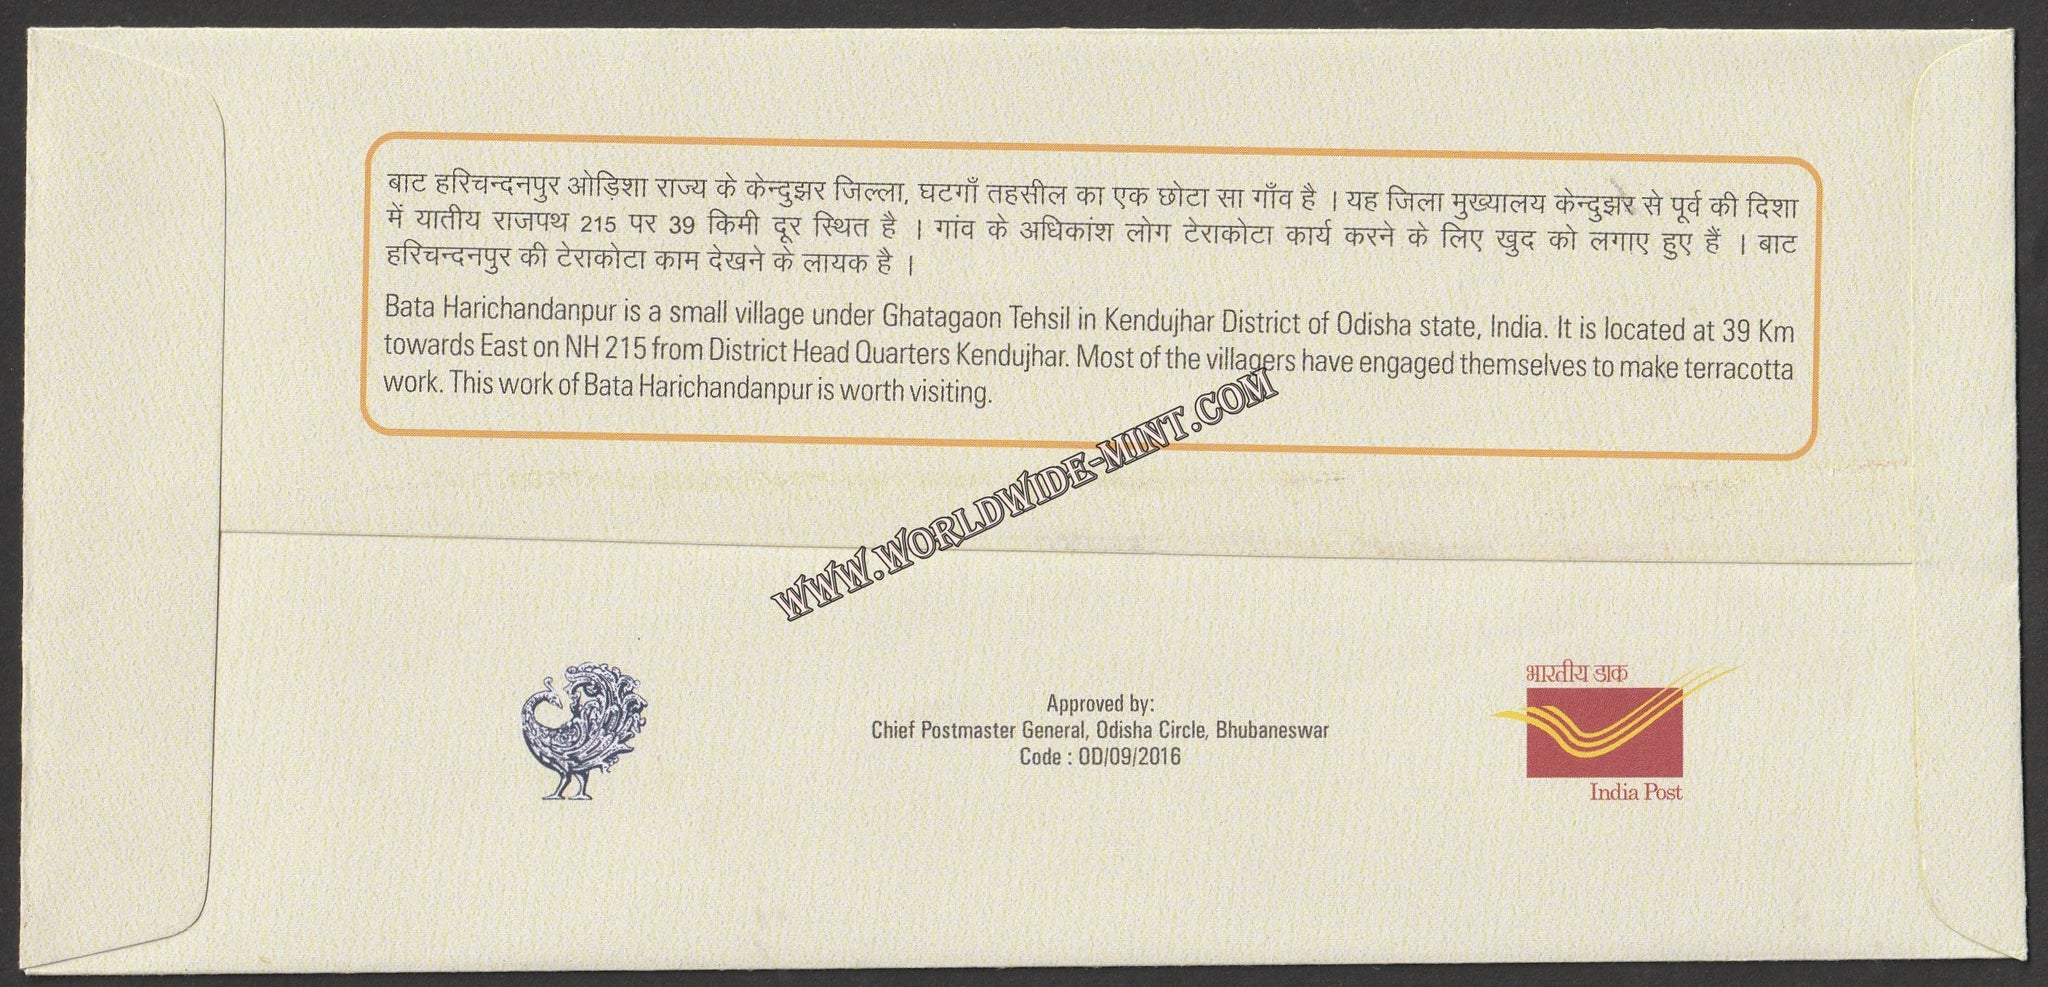 बाट हरिचन्दनपुर ओड़िशा राज्य के केन्दुझर जिल्ला, घटगाँ तहसील का एक छोटा सा गाँव है । यह जिला मुख्यालय केन्दुझर से पूर्व की दिशा
में यातीय राजपथ 215 पर 39 किमी दूर स्थित है । गांव के अधिकांश लोग टेराकोटा कार्य करने के लिए खुद को लगाए हुए हैं । बाट
हरिचन्दनपुर की टेराकोटा काम देखने के लायक है ।
Bata Harichandanpur is a small village under Ghatagaon Tehsil in Kendujhar District of Odisha state, India. It is located at 39 Km
towards East on NH 215 from District Head Quarters Kendujhar. Most of the villagers have engaged themselves to make terracotta
work. This work of Bata Harichandanpur is worth visiting.
WWW.WORLDWIDE-MINT.COM
Approved by:
Chief Postmaster General, Odisha Circle, Bhubaneswar
Code : OD/09/2016
भारतीय डाक
India Post